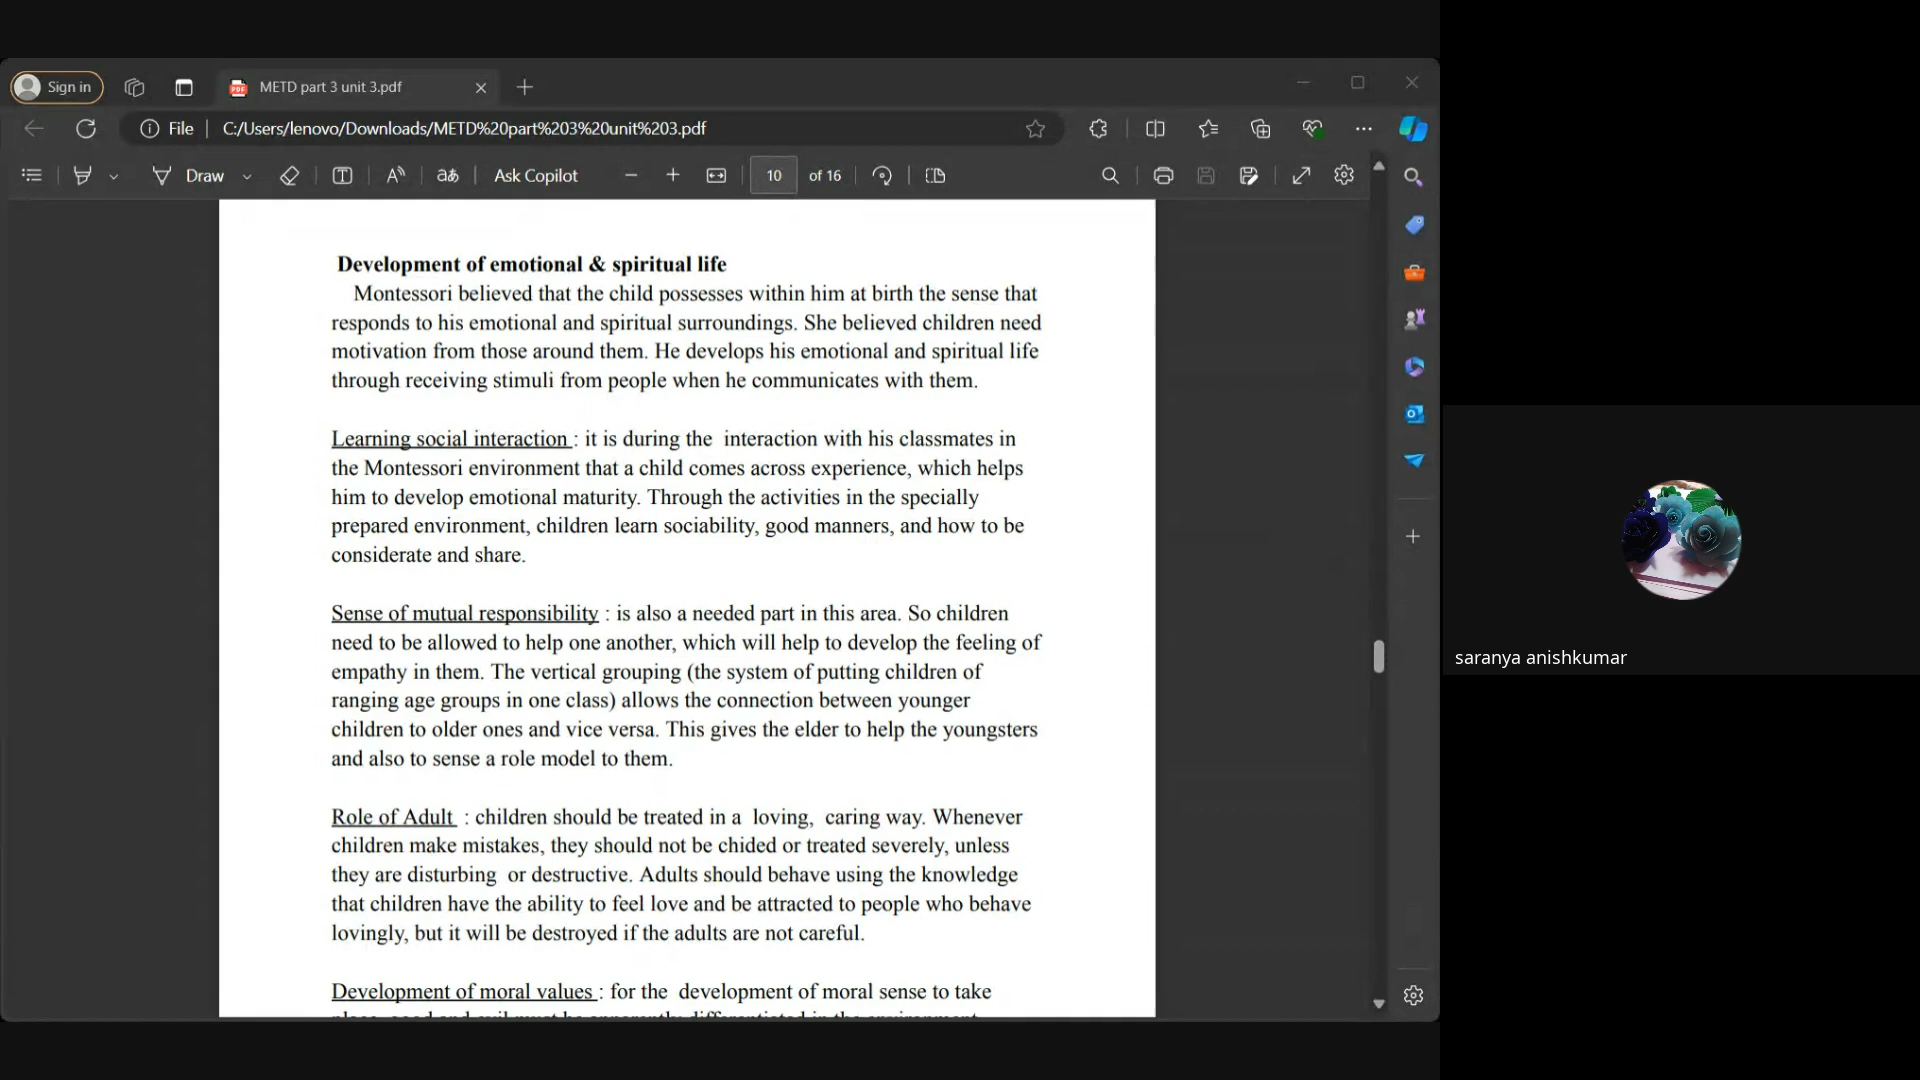 Sign in
METD part 3 unit 3.pdf
File
C:/Users/lenovo/Downloads/METD%20part%203%20unit%203.pdf
Draw
aあ
Ask Copilot
10
of 16
Development of emotional & spiritual life
Montessori believed that the child possesses within him at birth the sense that
responds to his emotional and spiritual surroundings. She believed children need
motivation from those around them. He develops his emotional and spiritual life
through receiving stimuli from people when he communicates with them.
Learning social interaction : it is during the interaction with his classmates in
the Montessori environment that a child comes across experience, which helps
him to develop emotional maturity. Through the activities in the specially
prepared environment, children learn sociability, good manners, and how to be
considerate and share.
Sense of mutual responsibility : is also a needed part in this area. So children
need to be allowed to help one another, which will help to develop the feeling of
empathy in them. The vertical grouping (the system of putting children of
ranging age groups in one class) allows the connection between younger
children to older ones and vice versa. This gives the elder to help the youngsters
and also to sense a role model to them.
Role of Adult : children should be treated in a loving, caring way. Whenever
children make mistakes, they should not be chided or treated severely, unless
they are disturbing or destructive. Adults should behave using the knowledge
that children have the ability to feel love and be attracted to people who behave
lovingly, but it will be destroyed if the adults are not careful.
Development of moral values : for the development of moral sense to take
saranya anishkumar